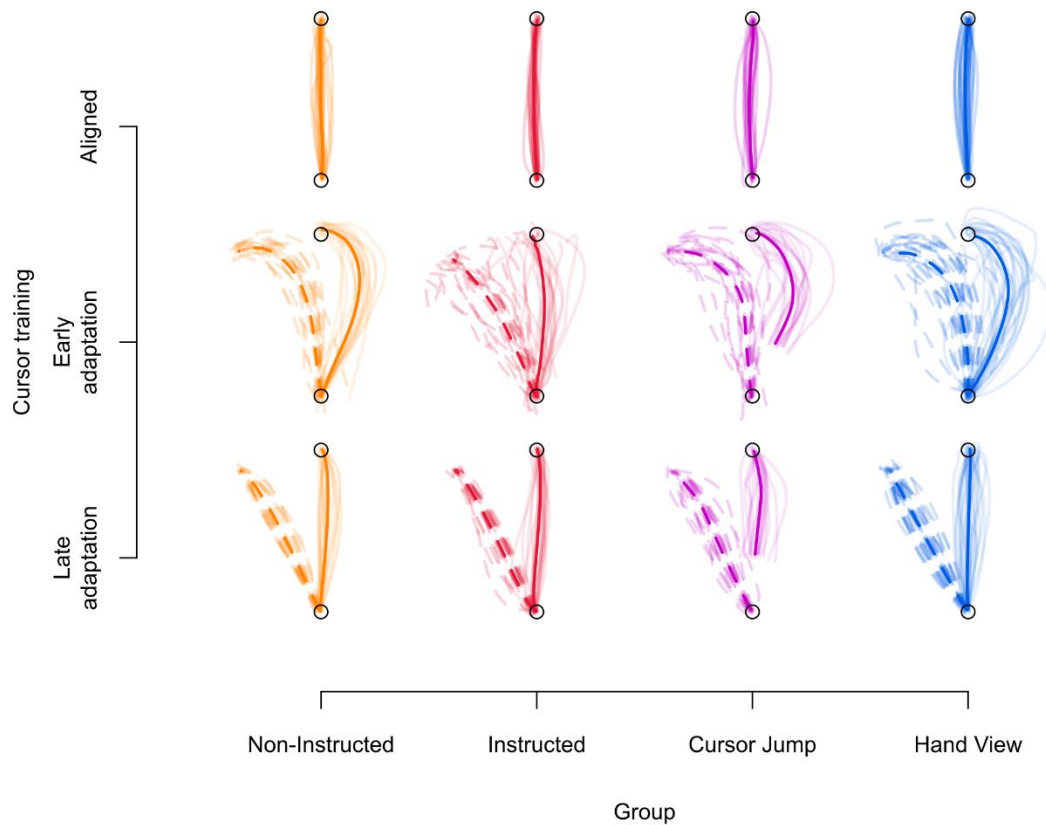 Cursor training
Aligned
Early
adaptation
Late
adaptation
Non-Instructed
Instructed
Cursor Jump
Hand View
Group